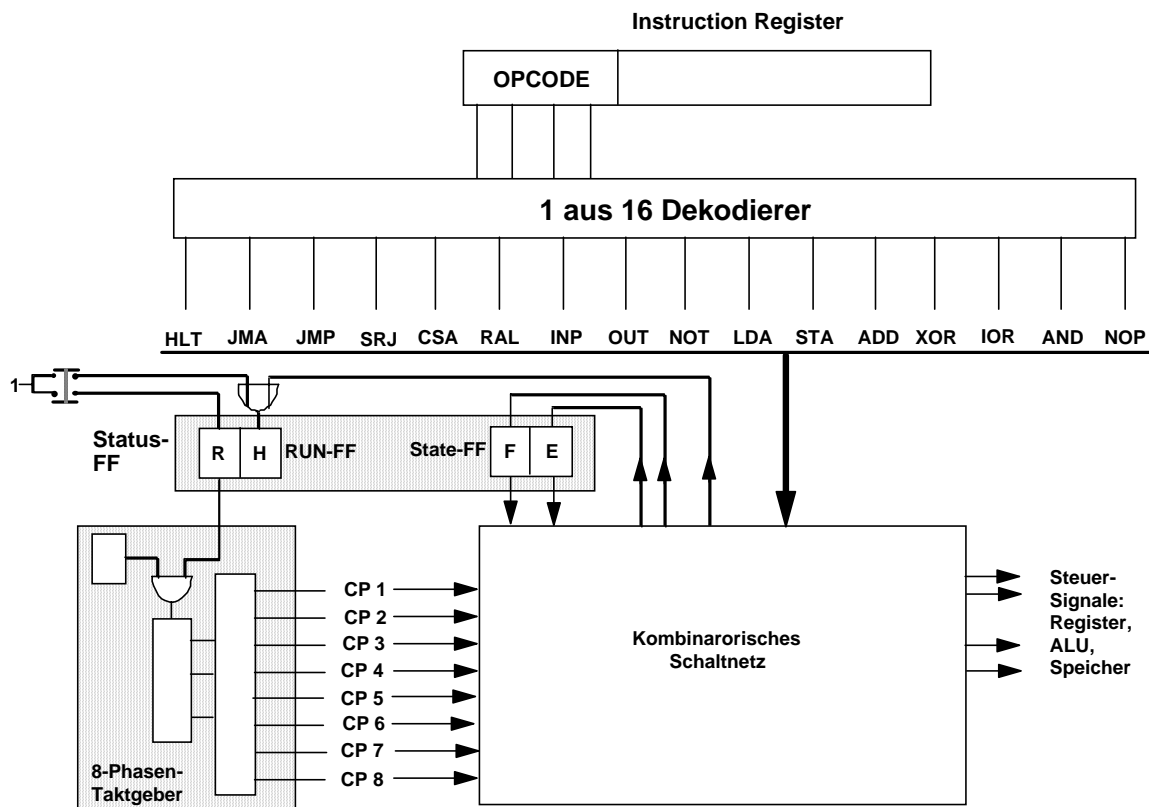 Instruction Register
OPCODE
1 aus 16 Dekodierer
HLT JMA JMP SRJ CSA RAL INP OUT NOT LDA STA ADD XOR IOR AND NOP
1
Status-
FF
R H RUN-FF
State-FF F E
CP 1
CP 2
CP 3
CP 4
CP 5
CP 6
CP 7
CP 8
Kombinarorisches
Schaltnetz
Steuer-
Signale:
Register,
ALU,
Speicher
8-Phasen-
Taktgeber